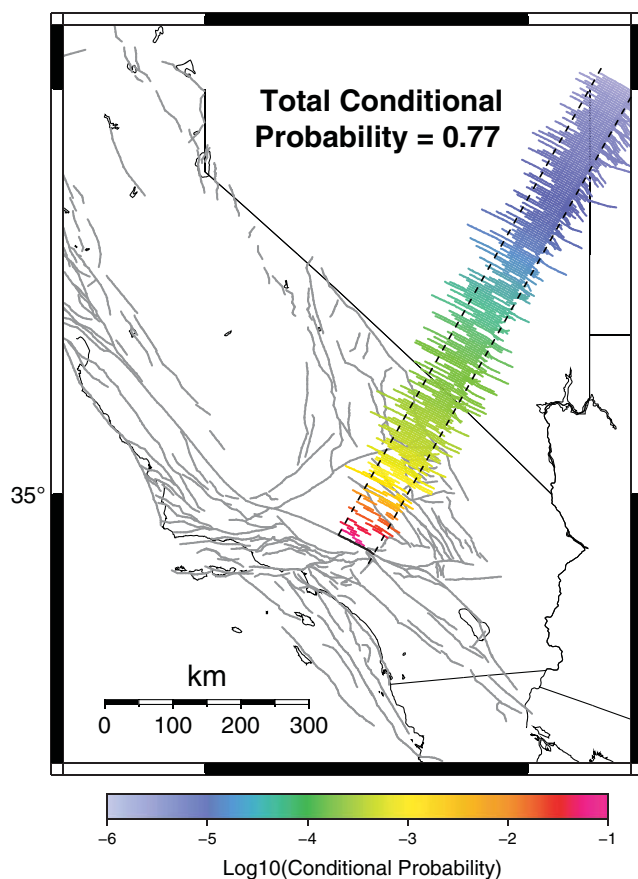 Total Conditional
Probability = 0.77
35°
km
0 100 200 300
−6 −5 −4 −3 −2 −1
Log10(Conditional Probability)